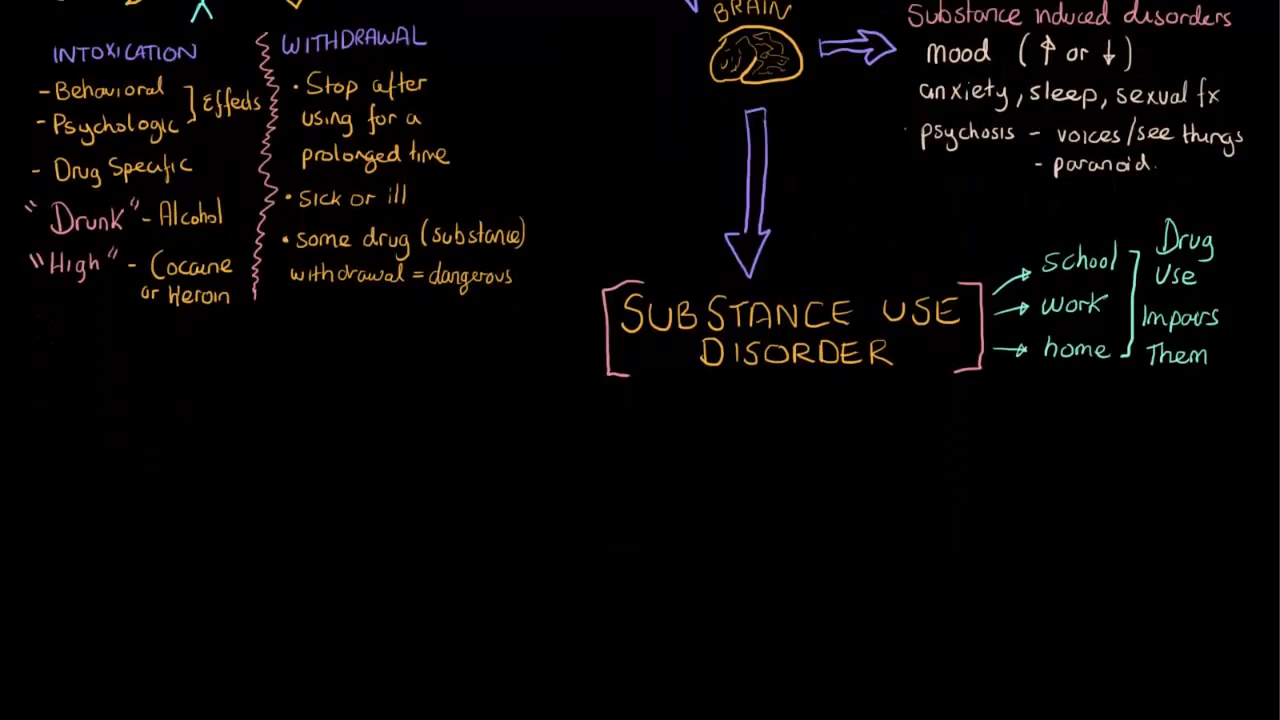 INTOXICATION
- Behavioral
- Psychologic
Effects
- Drug Specific
"Drunk" - Alcohol
"High" - Cocaine
or Heroin
WITHDRAWAL
• Stop after
using for a
prolonged time
• Sick or ill
• Some drug (substance)
withdrawal = dangerous
BRAIN
Substance induced disorders
mood (↑ or ↓)
anxiety, sleep, sexual fx
psychosis - voices/see things
- paranoid.
SUBSTANCE USE
DISORDER
school
work
home
Drug
Use
Impairs
Them